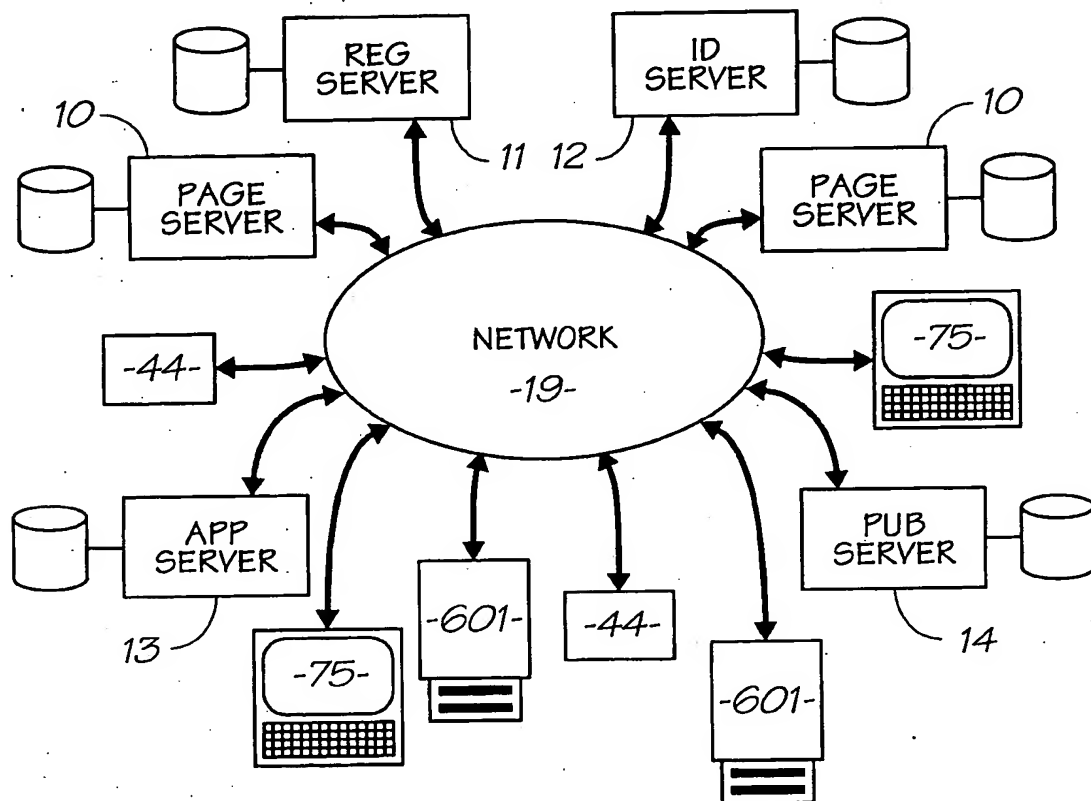 REG
SERVER
ID
SERVER
10
11
12
10
PAGE
SERVER
PAGE
SERVER
-44-
NETWORK
-19-
-75-
APP
SERVER
PUB
SERVER
13
-75-
-601-
-44-
-601-
14